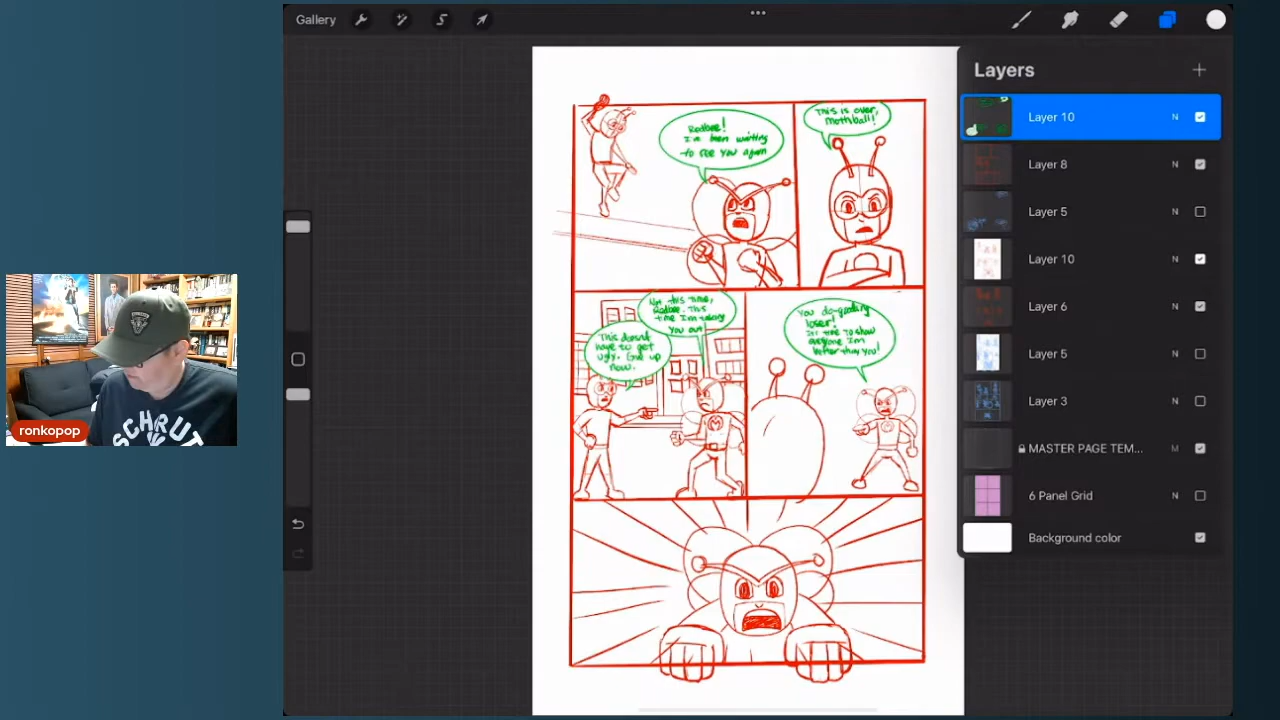 Gallery
Layers
Layer 10
N
Layer 8
N
Layer 5
N
Layer 10
N
Layer 6
N
Layer 5
N
Layer 3
N
MASTER PAGE TEM...
M
6 Panel Grid
N
Background color
Redbee!
I've been waiting
to see you again
This is over,
Mothball!
Not this time,
Redbee. This
time I'm taking
you out
This doesn't
have to get
ugly. Give up
now.
You do-gooding
loser!
It's time to show
everyone I'm
better than you!
M
SCHRUT
ronkopop